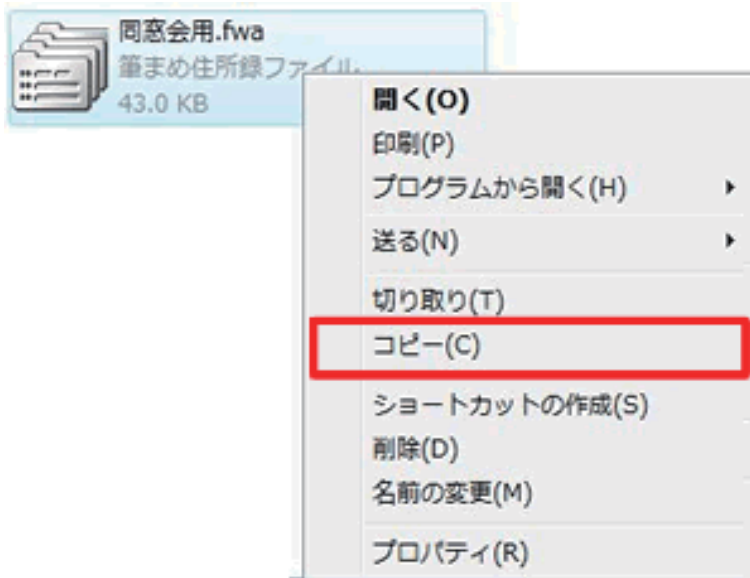 同窓会用.fwa
筆まめ住所録ファイル
43.0 KB
開く(O)
印刷(P)
プログラムから開く(H)
送る(N)
切り取り(T)
コピー(C)
ショートカットの作成(S)
削除(D)
名前の変更(M)
プロパティ(R)